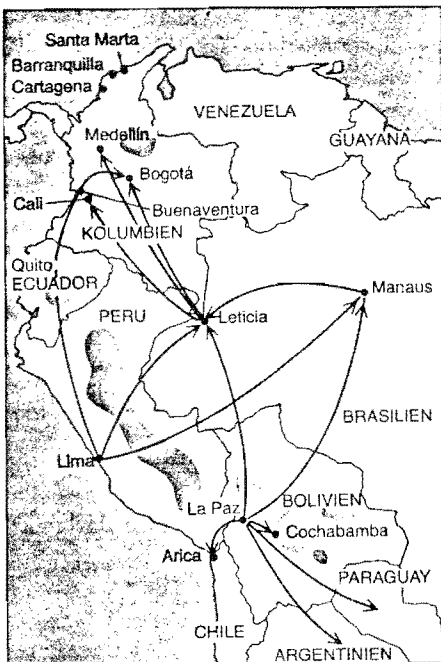 Santa Marta
Barranquilla
Cartagena
VENEZUELA
Medellín
GUAYANA
Bogotá
Cali
Buenaventura
KOLUMBIEN
Quito
ECUADOR
Manaus
PERU
Leticia
BRASILIEN
Lima
La Paz
BOLIVIEN
Cochabamba
Arica
PARAGUAY
CHILE
ARGENTINIEN